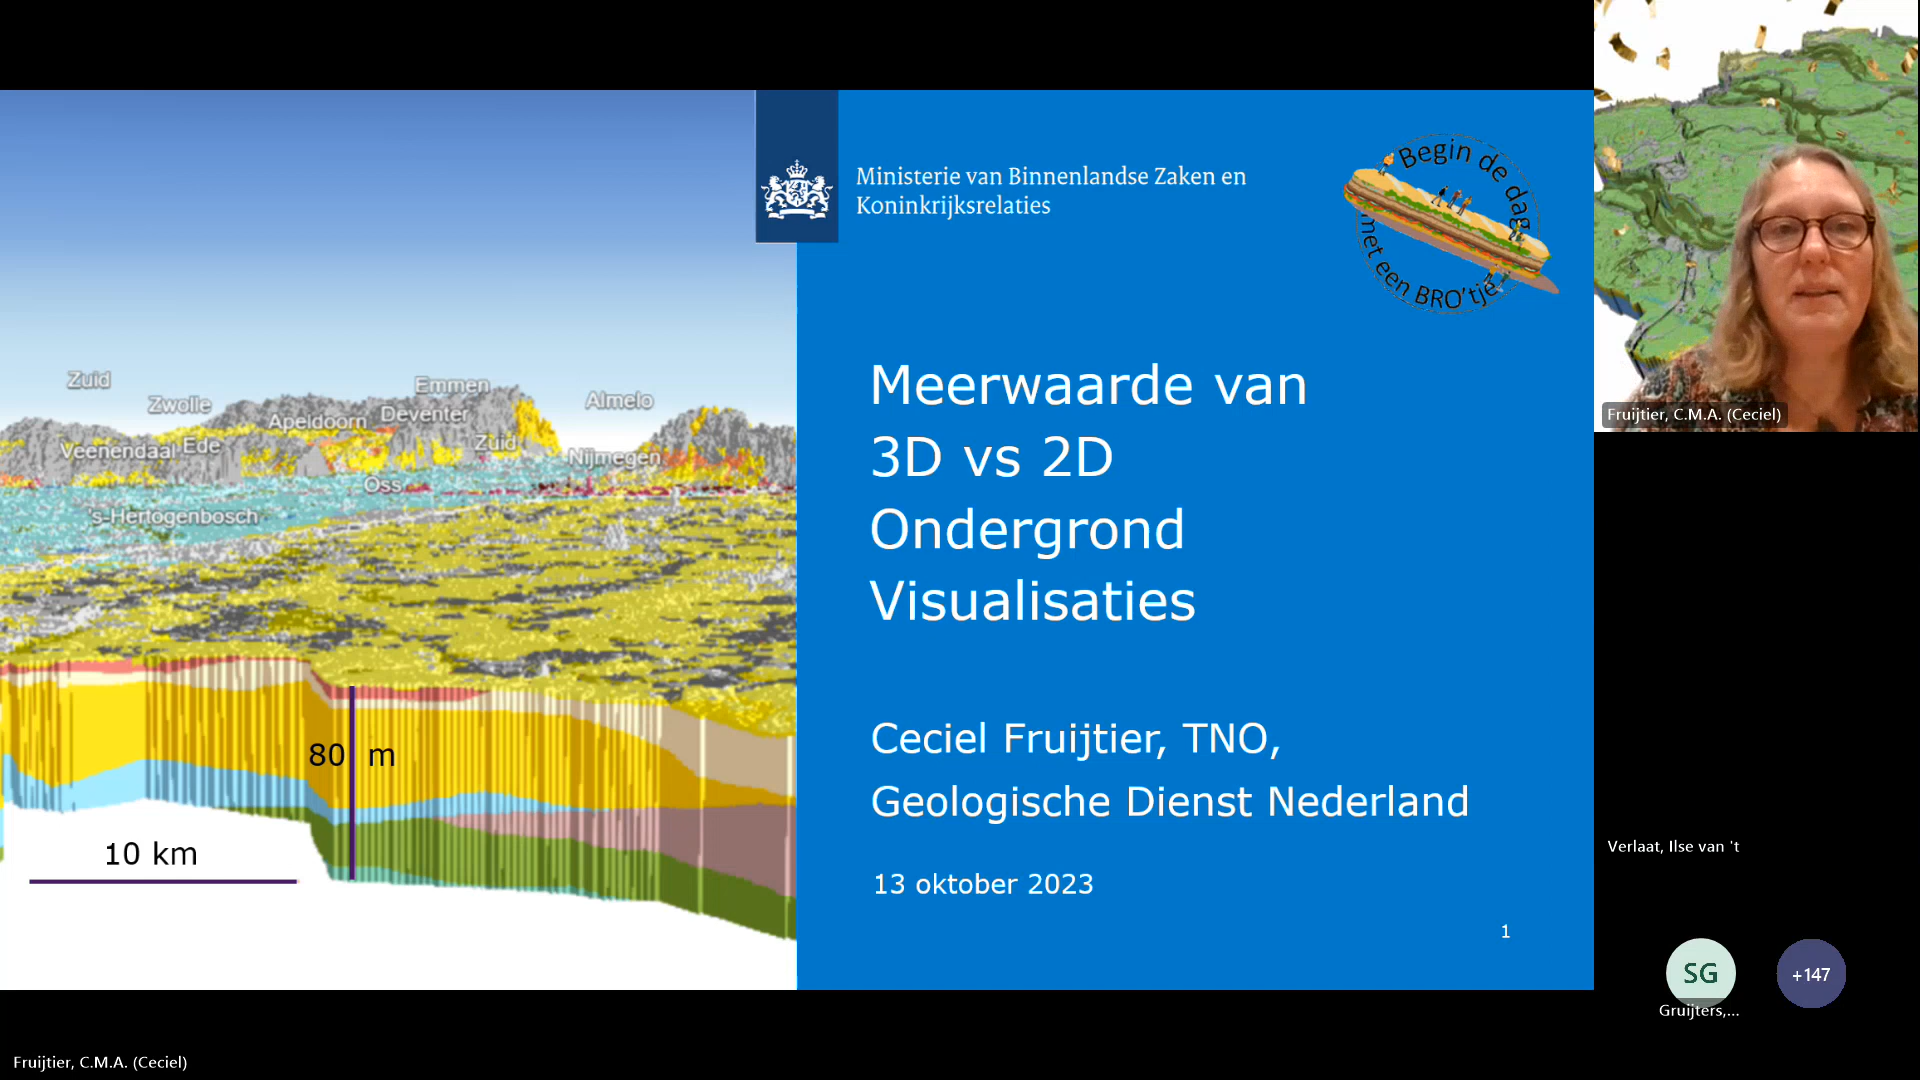 Ministerie van Binnenlandse Zaken en
Koninkrijksrelaties
Begin de dag
met een BRO'tje
Meerwaarde van
3D vs 2D
Ondergrond
Visualisaties
Ceciel Fruijtier, TNO,
Geologische Dienst Nederland
13 oktober 2023
1
Zuid
Zwolle
Emmen
Almelo
Apeldoorn
Deventer
Veenendaal
Ede
Zuid
Nijmegen
Oss
's-Hertogenbosch
80 m
10 km
Fruijtier, C.M.A. (Ceciel)
Verlaat, Ilse van 't
SG
+147
Gruijters,...
Fruijtier, C.M.A. (Ceciel)